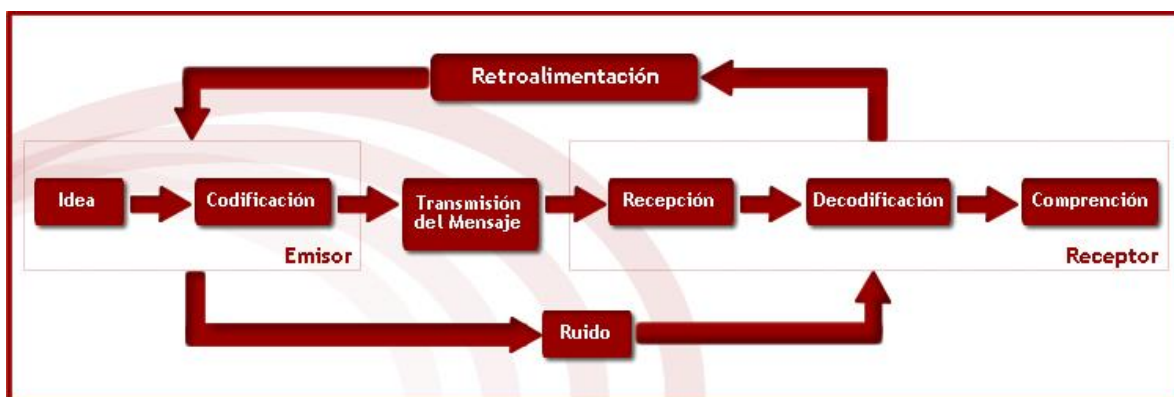 Retroalimentación
Idea
Codificación
Transmisión
del Mensaje
Recepción
Decodificación
Comprención
Emisor
Receptor
Ruido